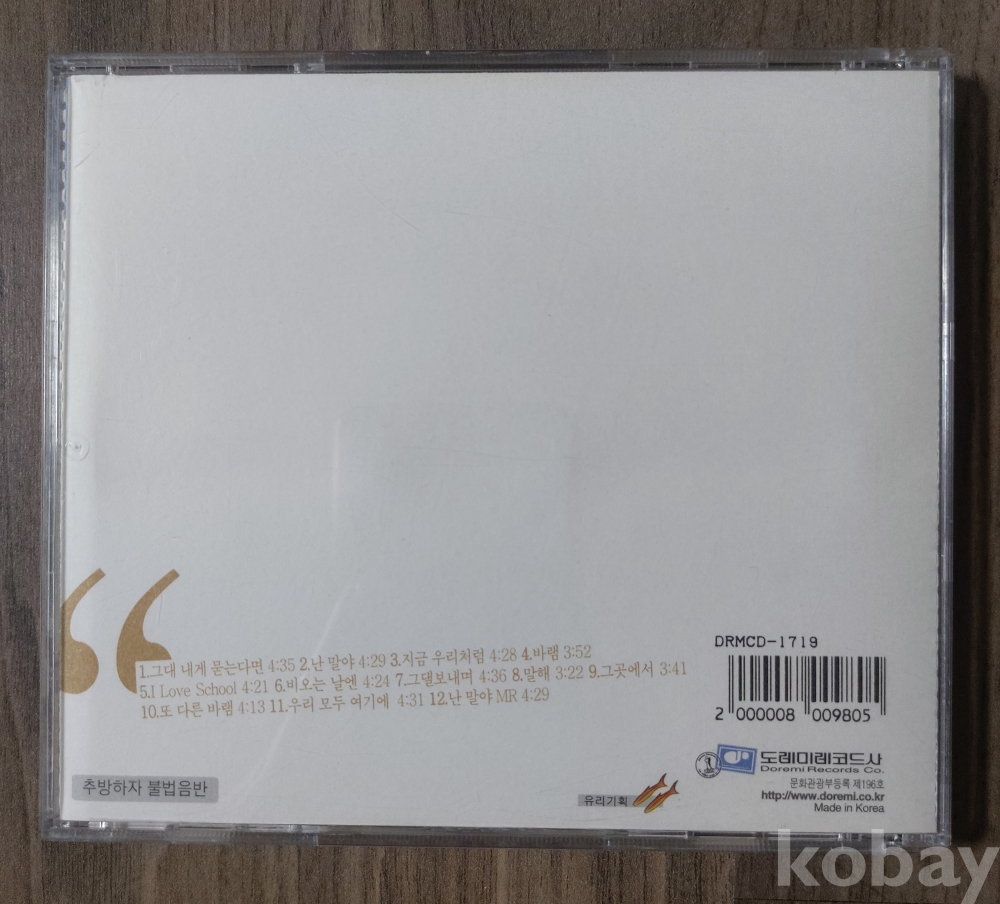 1.그대 내게 묻는다면 4:35 2.난 말야 4:29 3.지금 우리처럼 4:28 4.바램 3:52
5.I Love School 4:21 6.비오는 날엔 4:24 7.그댈보내며 4:36 8.말해 3:22 9.그곳에서 3:41
10.또 다른 바램 4:13 11.우리 모두 여기에 4:31 12.난 말야 MR 4:29
DRMCD-1719
2 000008 009805
도레미레코드사
Doremi Records Co.
문화관광부등록 제196호
http://www.doremi.co.kr
Made in Korea
추방하자 불법음반
유리기획
kobay